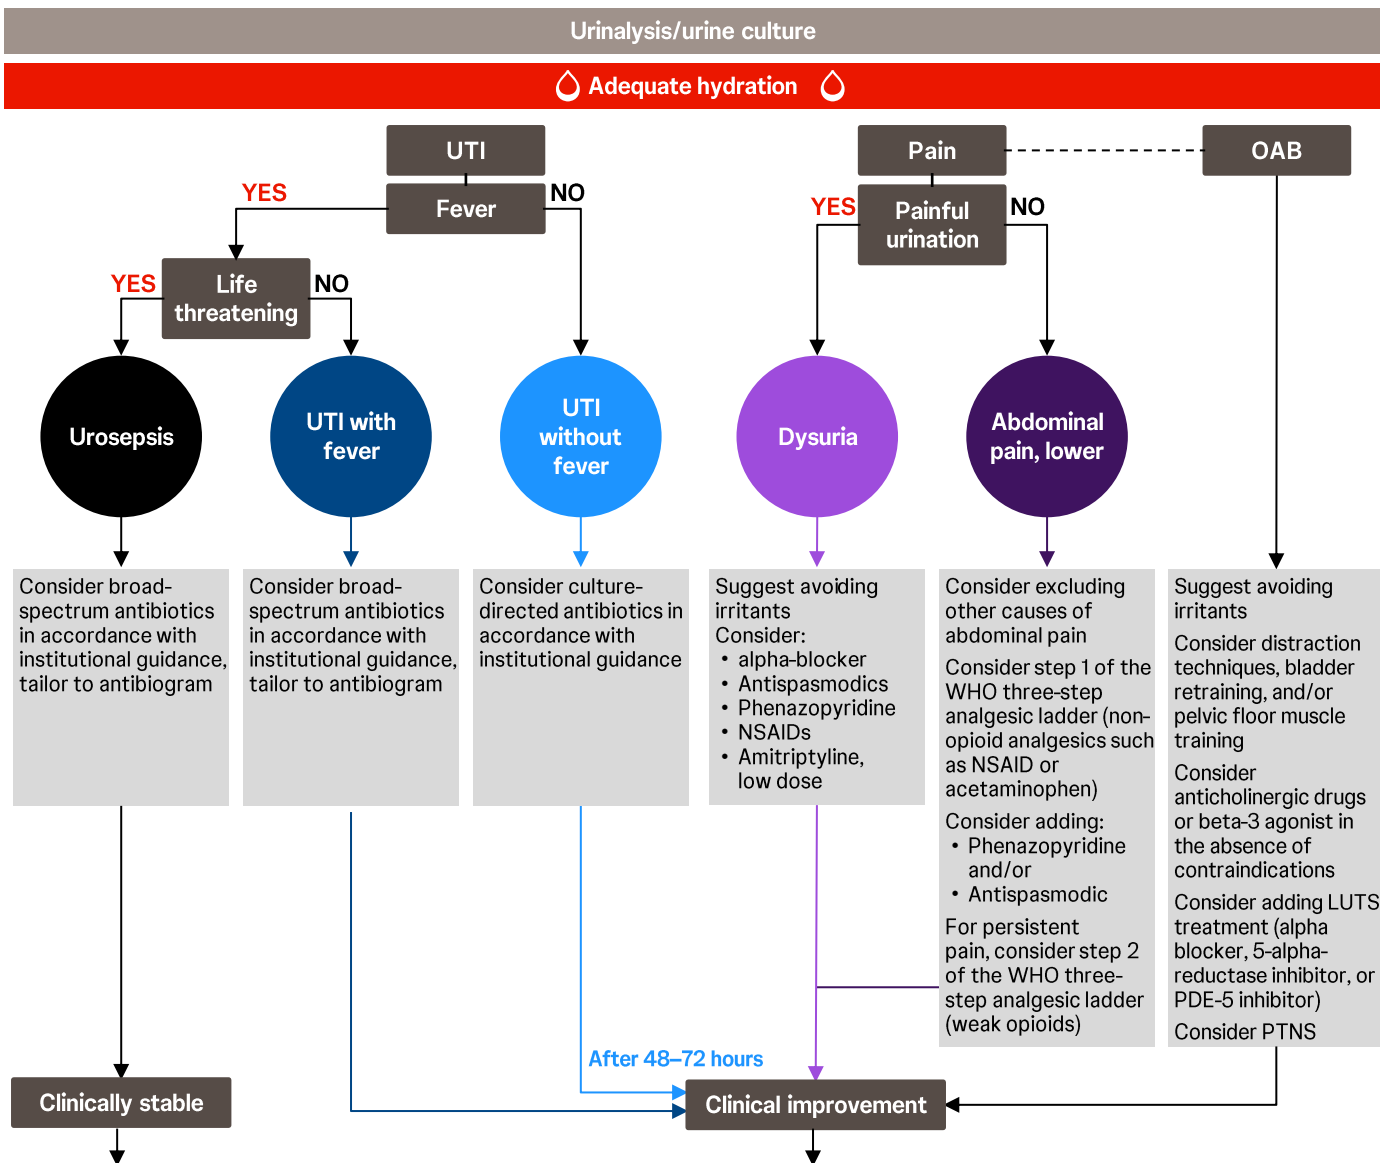 Urinalysis/urine culture
Adequate hydration
UTI
Pain
OAB
YES
NO
Fever
YES
Painful
urination
NO
YES
Life
threatening
NO
Urosepsis
UTI with
fever
UTI
without
fever
Dysuria
Abdominal
pain, lower
Consider broad-
spectrum antibiotics
in accordance with
institutional guidance,
tailor to antibiogram
Consider broad-
spectrum antibiotics
in accordance with
institutional guidance,
tailor to antibiogram
Consider culture-
directed antibiotics in
accordance with
institutional guidance
Suggest avoiding
irritants
Consider:
• alpha-blocker
• Antispasmodics
• Phenazopyridine
• NSAIDs
• Amitriptyline,
low dose
Consider excluding
other causes of
abdominal pain
Consider step 1 of the
WHO three-step
analgesic ladder (non-
opioid analgesics such
as NSAID or
acetaminophen)
Consider adding:
• Phenazopyridine
and/or
• Antispasmodic
For persistent
pain, consider step 2
of the WHO three-
step analgesic ladder
(weak opioids)
Suggest avoiding
irritants
Consider distraction
techniques, bladder
retraining, and/or
pelvic floor muscle
training
Consider
anticholinergic drugs
or beta-3 agonist in
the absence of
contraindications
Consider adding LUTS
treatment (alpha
blocker, 5-alpha-
reductase inhibitor, or
PDE-5 inhibitor)
Consider PTNS
After 48–72 hours
Clinically stable
Clinical improvement